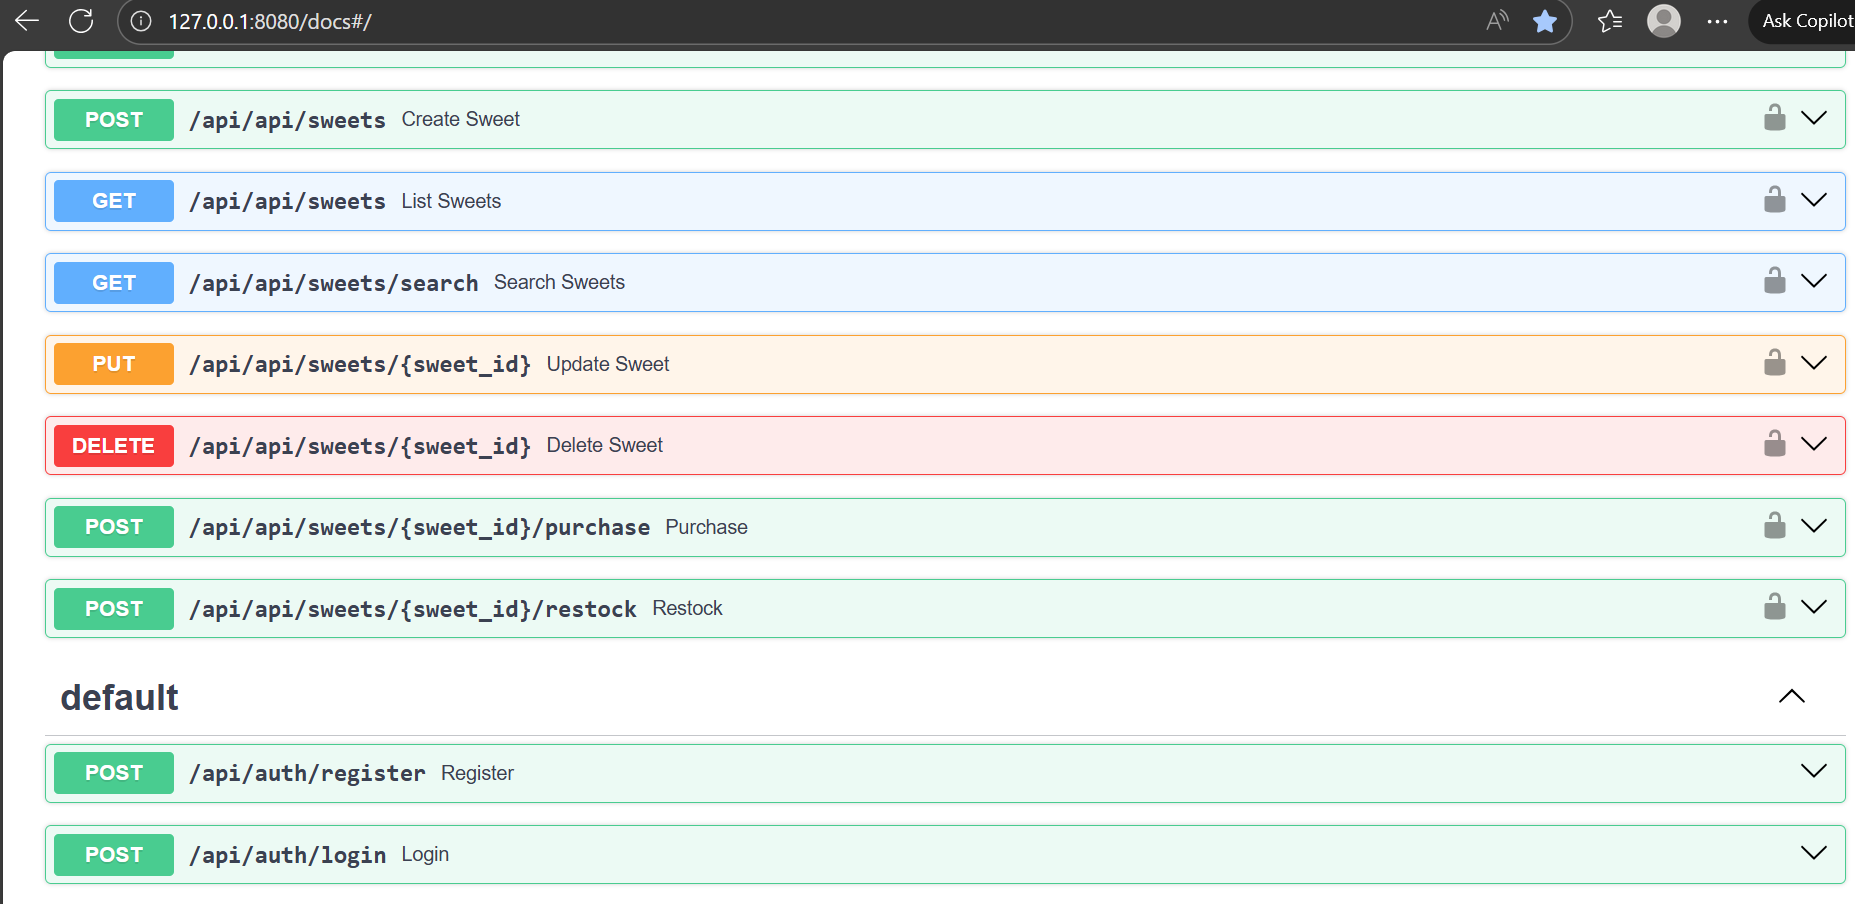 127.0.0.1:8080/docs#/ Ask Copilot
POST /api/api/sweets Create Sweet
GET /api/api/sweets List Sweets
GET /api/api/sweets/search Search Sweets
PUT /api/api/sweets/{sweet_id} Update Sweet
DELETE /api/api/sweets/{sweet_id} Delete Sweet
POST /api/api/sweets/{sweet_id}/purchase Purchase
POST /api/api/sweets/{sweet_id}/restock Restock
default
POST /api/auth/register Register
POST /api/auth/login Login